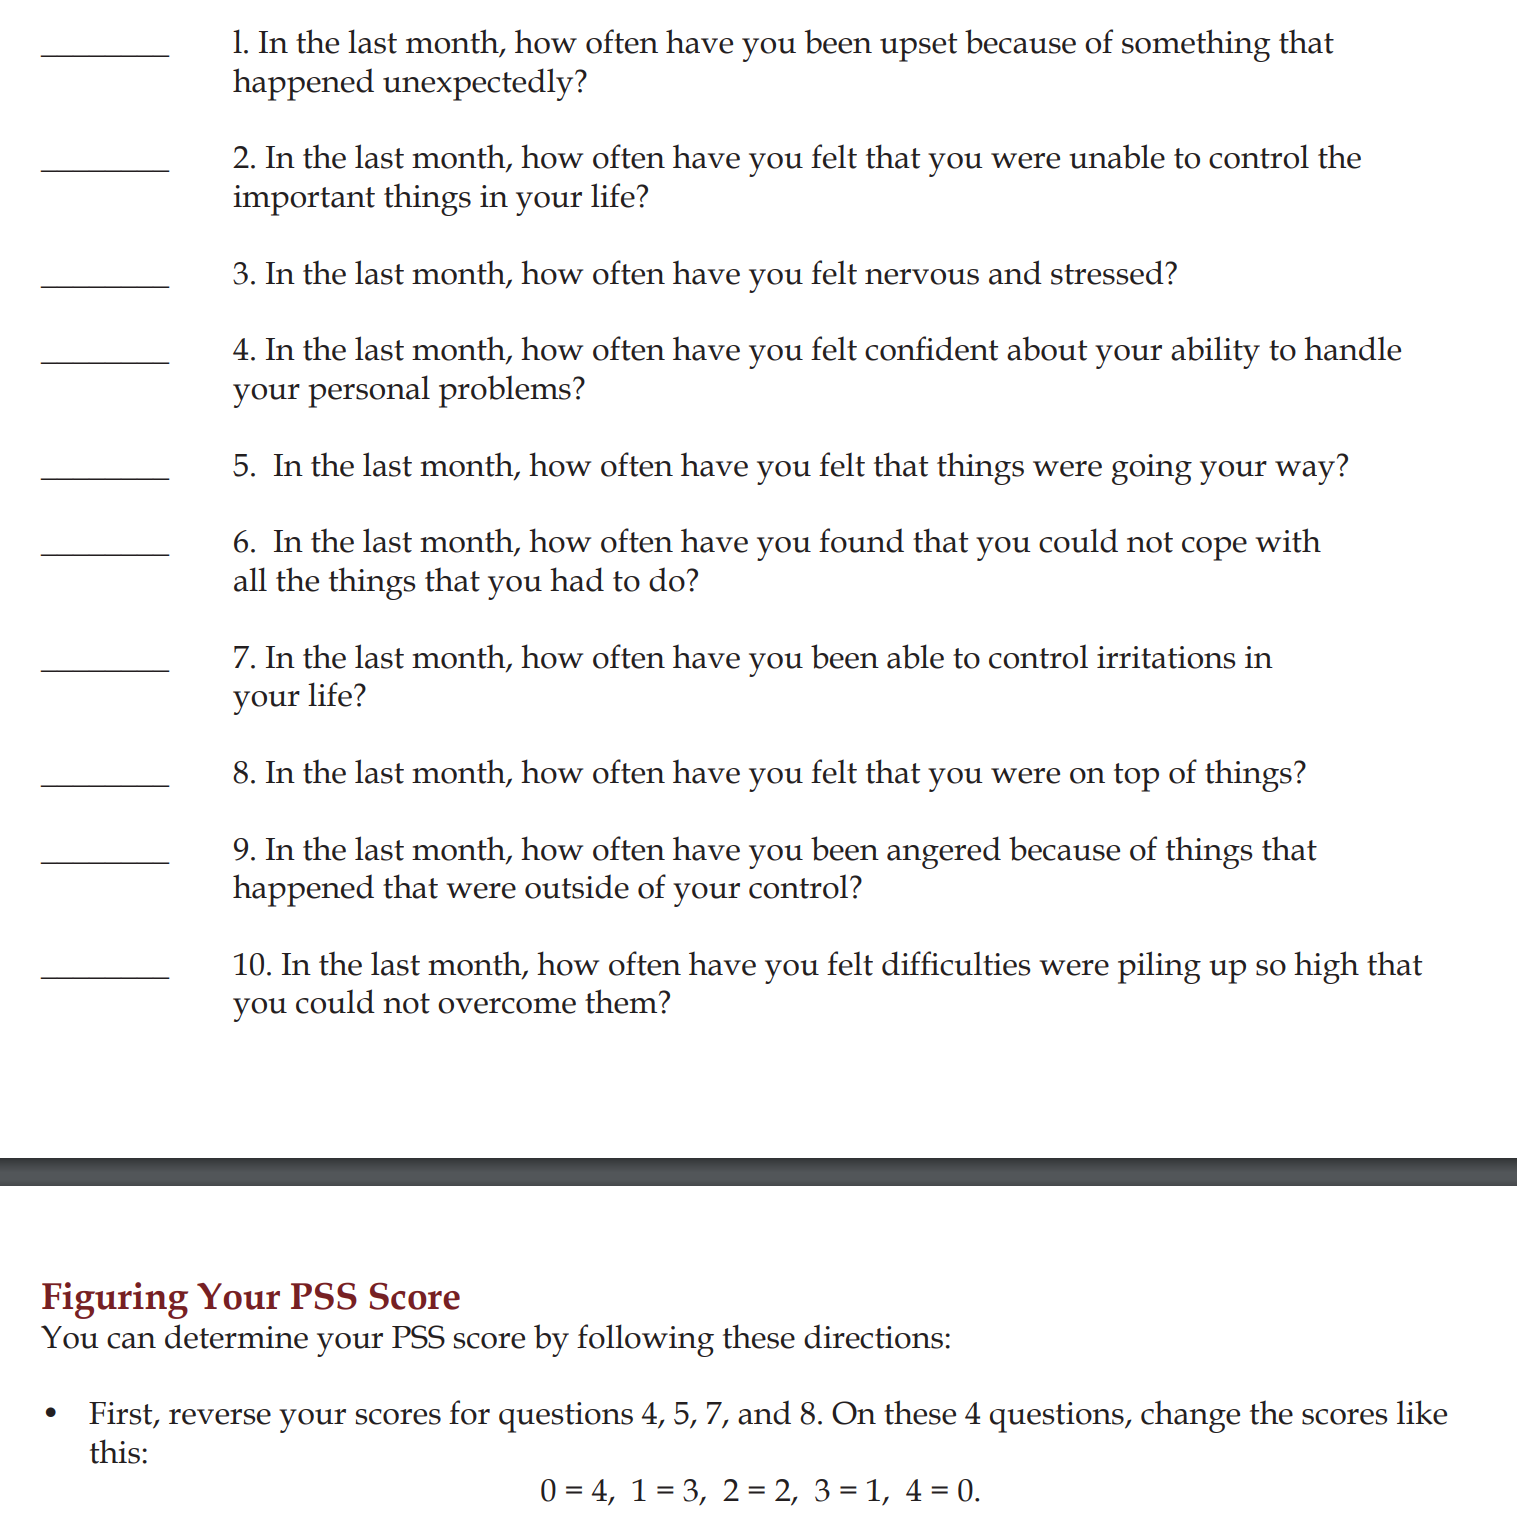 ________ l. In the last month, how often have you been upset because of something that
happened unexpectedly?
________ 2. In the last month, how often have you felt that you were unable to control the
important things in your life?
________ 3. In the last month, how often have you felt nervous and stressed?
________ 4. In the last month, how often have you felt confident about your ability to handle
your personal problems?
________ 5.  In the last month, how often have you felt that things were going your way?
________ 6.  In the last month, how often have you found that you could not cope with
all the things that you had to do?
________ 7. In the last month, how often have you been able to control irritations in
your life?
________ 8. In the last month, how often have you felt that you were on top of things?
________ 9. In the last month, how often have you been angered because of things that
happened that were outside of your control?
________ 10. In the last month, how often have you felt difficulties were piling up so high that
you could not overcome them?
Figuring Your PSS Score
You can determine your PSS score by following these directions:
• First, reverse your scores for questions 4, 5, 7, and 8. On these 4 questions, change the scores like
this:
0 = 4,  1 = 3,  2 = 2,  3 = 1,  4 = 0.